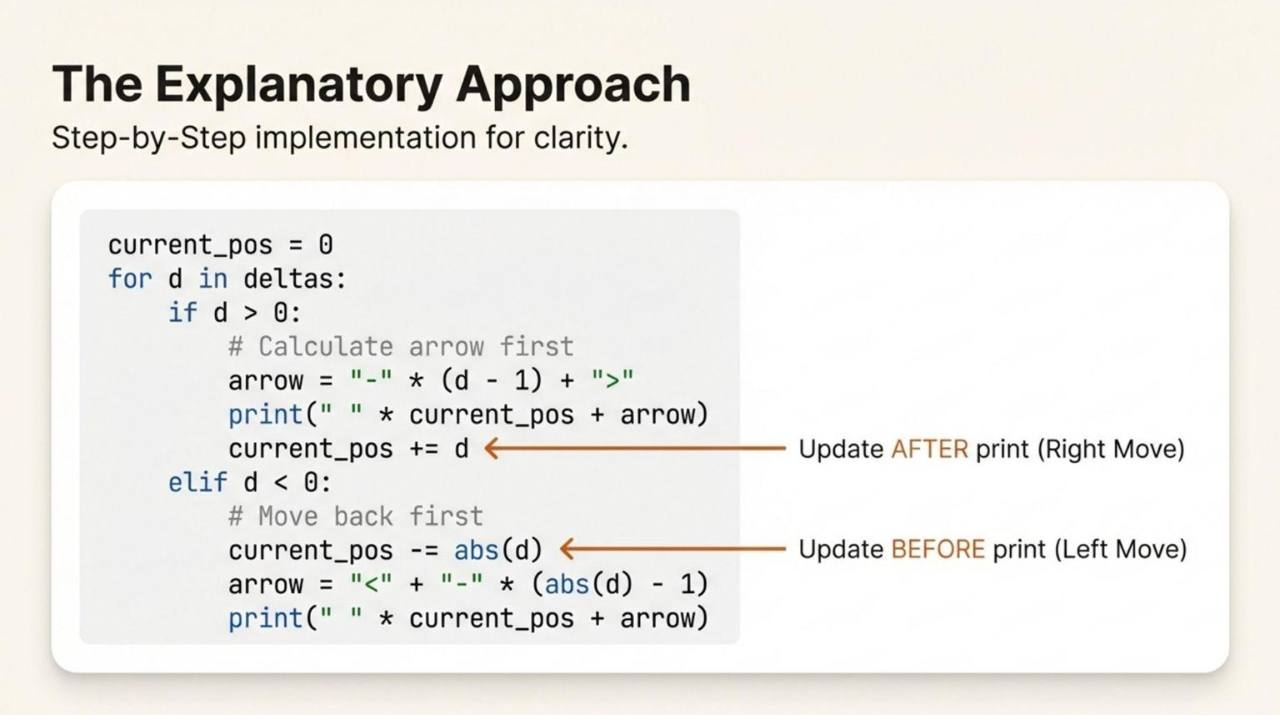 The Explanatory Approach
Step-by-Step implementation for clarity.
current_pos = 0
for d in deltas:
    if d > 0:
        # Calculate arrow first
        arrow = "-" * (d - 1) + ">"
        print(" " * current_pos + arrow)
        current_pos += d
Update AFTER print (Right Move)
    elif d < 0:
        # Move back first
        current_pos -= abs(d)
Update BEFORE print (Left Move)
        arrow = "<" + "-" * (abs(d) - 1)
        print(" " * current_pos + arrow)